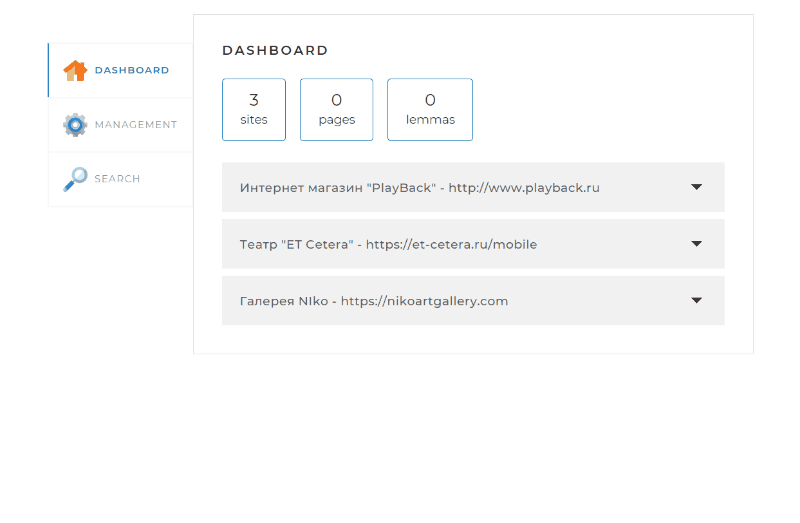 DASHBOARD
MANAGEMENT
SEARCH
DASHBOARD
3
sites
0
pages
0
lemmas
Интернет магазин "PlayBack" - http://www.playback.ru
Театр "ET Cetera" - https://et-cetera.ru/mobile
Галерея NIko - https://nikoartgallery.com